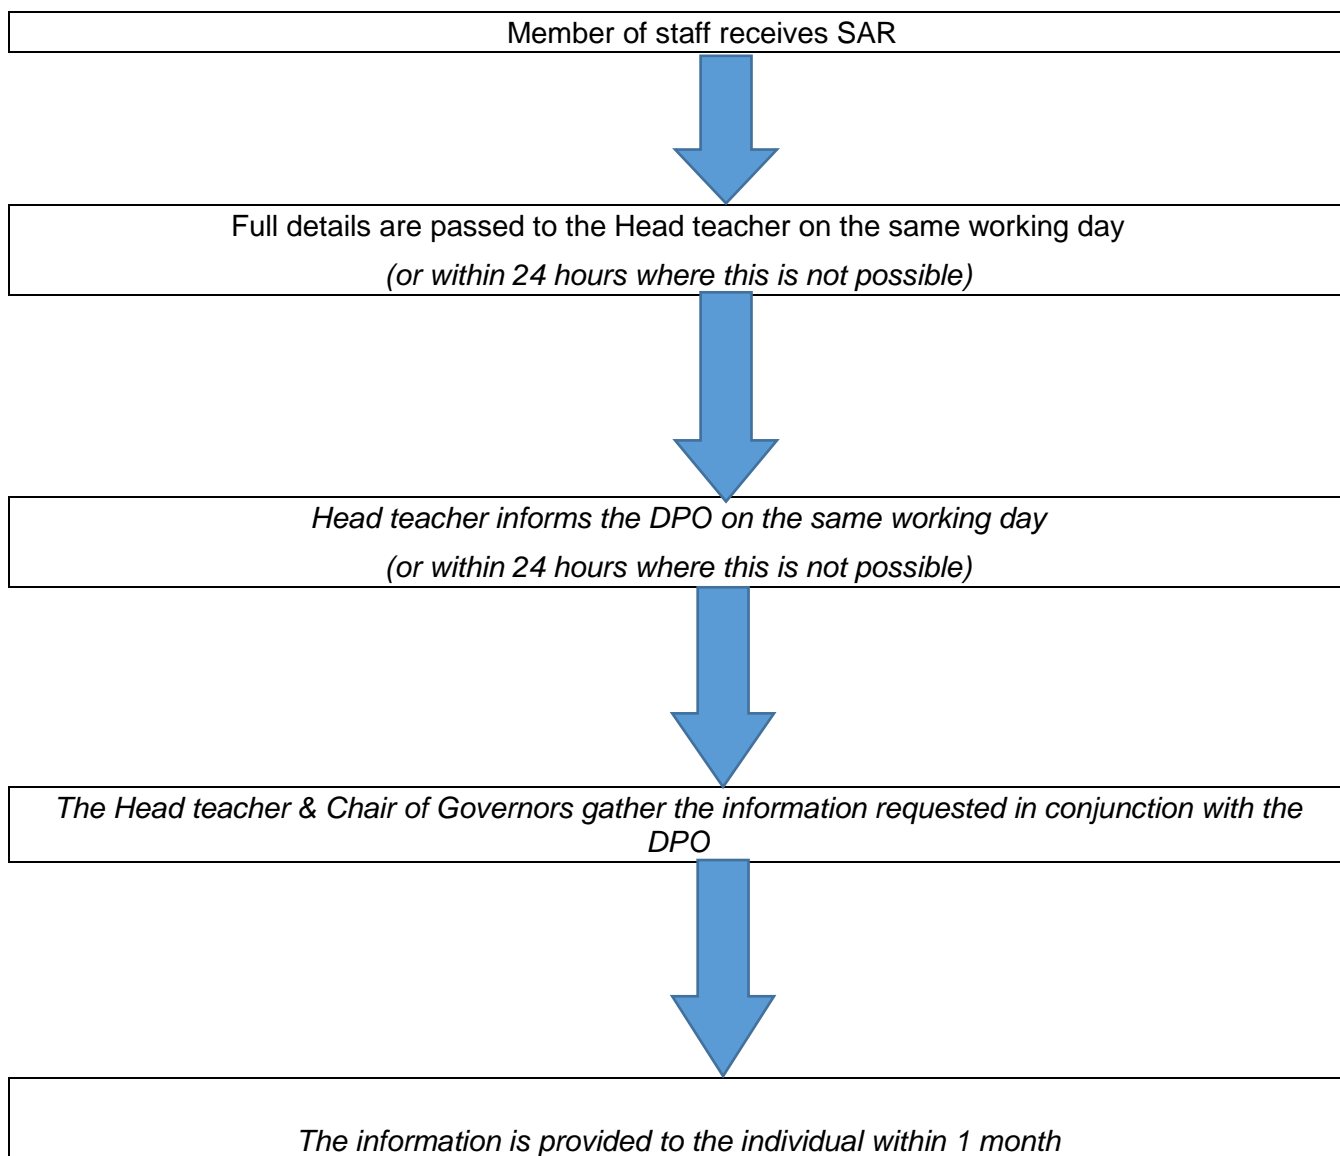 Member of staff receives SAR
Full details are passed to the Head teacher on the same working day
(or within 24 hours where this is not possible)
Head teacher informs the DPO on the same working day
(or within 24 hours where this is not possible)
The Head teacher & Chair of Governors gather the information requested in conjunction with the
DPO
The information is provided to the individual within 1 month